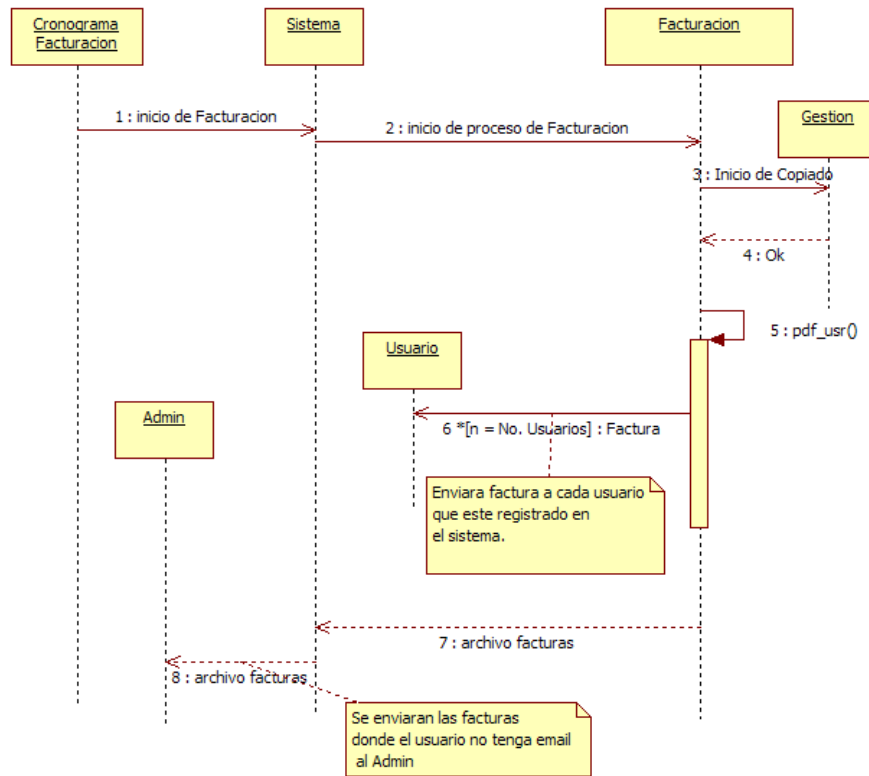 Cronograma
Facturacion
Sistema
Facturacion
1 : inicio de Facturacion
2 : inicio de proceso de Facturacion
Gestion
3 : Inicio de Copiado
4 : Ok
5 : pdf_usr()
Usuario
Admin
6 *[n = No. Usuarios] : Factura
Enviara factura a cada usuario
que este registrado en
el sistema.
7 : archivo facturas
8 : archivo facturas
Se enviaran las facturas
donde el usuario no tenga email
al Admin